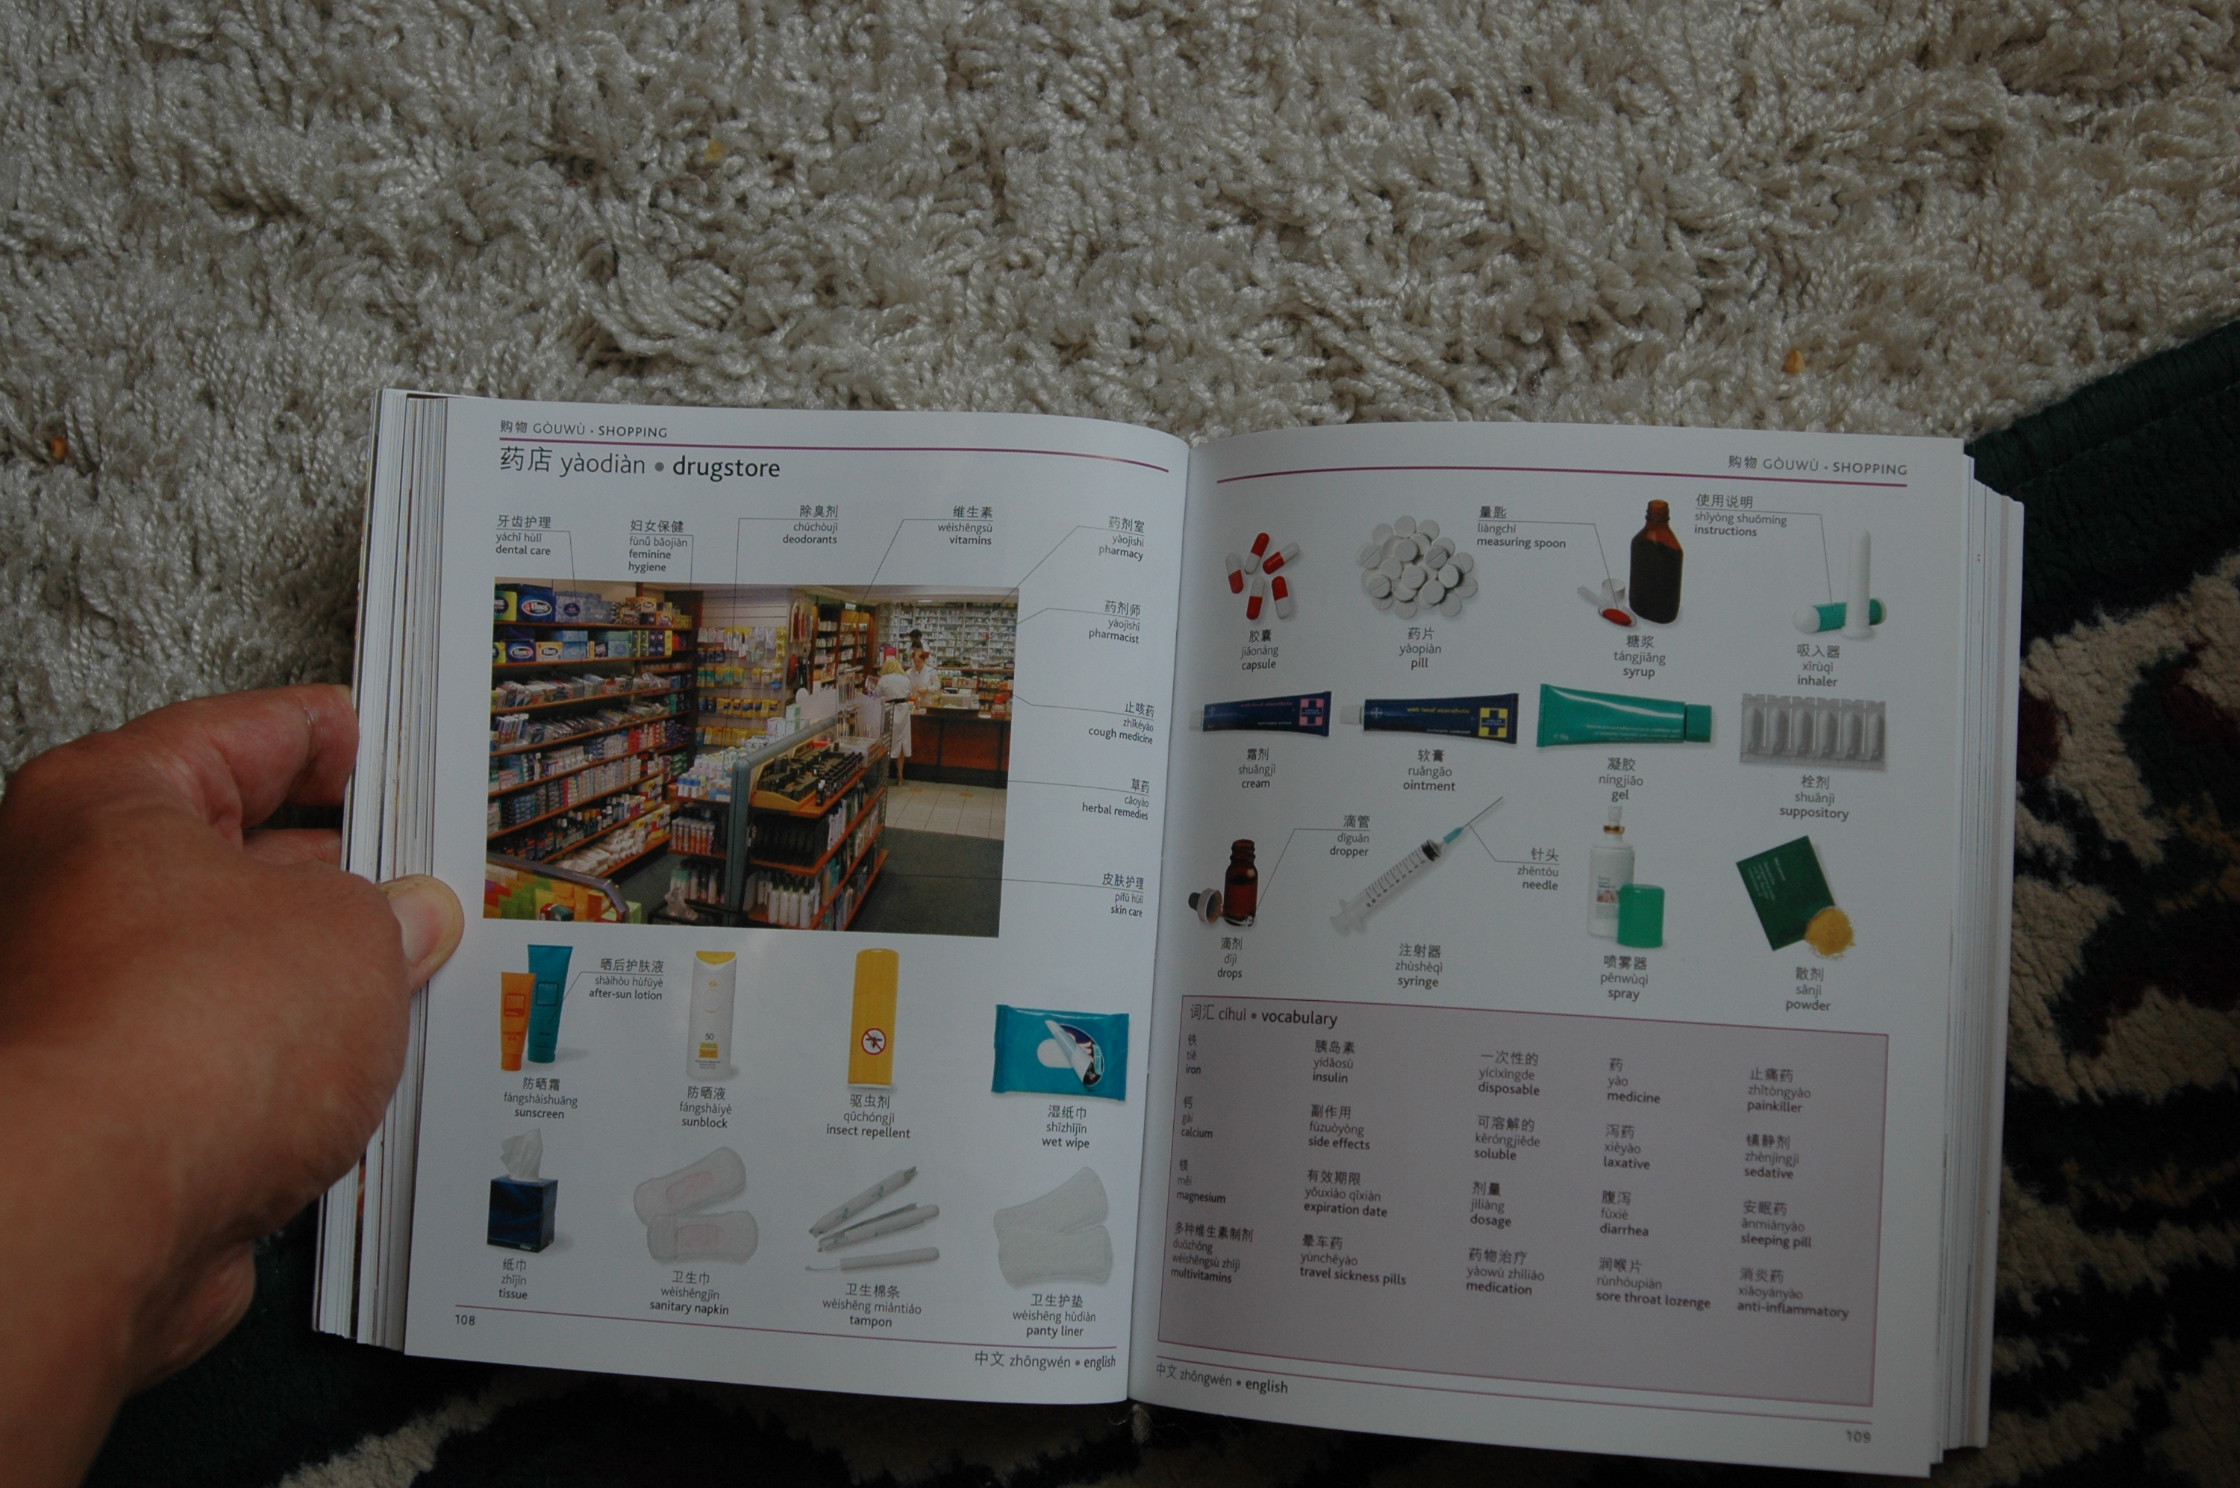 购物 GÒUWÙ • SHOPPING
药店 yàodiàn • drugstore
牙齿护理
yáchǐ hùlǐ
dental care
妇女保健
fùnǚ bǎojiàn
feminine
hygiene
除臭剂
chúchòujì
deodorants
维生素
wéishēngsù
vitamins
药剂室
yàojìshì
pharmacy
药剂师
yàojìshī
pharmacist
止咳药
zhǐkéyào
cough medicine
草药
cǎoyào
herbal remedies
皮肤护理
pífū hùlǐ
skin care
晒后护肤液
shàihòu hùfūyè
after-sun lotion
防晒霜
fángshàishuāng
sunscreen
防晒液
fángshàiyè
sunblock
50
驱虫剂
qūchóngjì
insect repellent
湿纸巾
shīzhǐjīn
wet wipe
纸巾
zhǐjīn
tissue
卫生巾
wèishēngjīn
sanitary napkin
卫生棉条
wèishēng miántiáo
tampon
卫生护垫
wèishēng hùdiàn
panty liner
108
中文 zhōngwén • english
购物 GÒUWÙ • SHOPPING
胶囊
jiāonáng
capsule
药片
yàopiàn
pill
量匙
liángchí
measuring spoon
糖浆
tángjiāng
syrup
使用说明
shǐyòng shuōmíng
instructions
吸入器
xīrùqì
inhaler
霜剂
shuāngjì
cream
软膏
ruǎngāo
ointment
凝胶
níngjiāo
gel
栓剂
shuānjì
suppository
滴管
dīguǎn
dropper
滴剂
dījì
drops
针头
zhēntóu
needle
注射器
zhùshèqì
syringe
喷雾器
pēnwùqì
spray
散剂
sǎnjì
powder
词汇 cíhuì • vocabulary
铁
tiě
iron
钙
gài
calcium
镁
měi
magnesium
多种维生素制剂
duōzhǒng
wéishēngsù zhìjì
multivitamins
胰岛素
yídǎosù
insulin
副作用
fùzuòyòng
side effects
有效期限
yǒuxiào qīxiàn
expiration date
晕车药
yùnchēyào
travel sickness pills
一次性的
yīcìxìngde
disposable
可溶解的
kěróngjiěde
soluble
剂量
jìliàng
dosage
药物治疗
yàowù zhìliáo
medication
药
yào
medicine
泻药
xièyào
laxative
腹泻
fùxiè
diarrhea
润喉片
rùnhóupiàn
sore throat lozenge
止痛药
zhǐtòngyào
painkiller
镇静剂
zhènjìngjì
sedative
安眠药
ānmiányào
sleeping pill
消炎药
xiāoyányào
anti-inflammatory
中文 zhōngwén • english
109